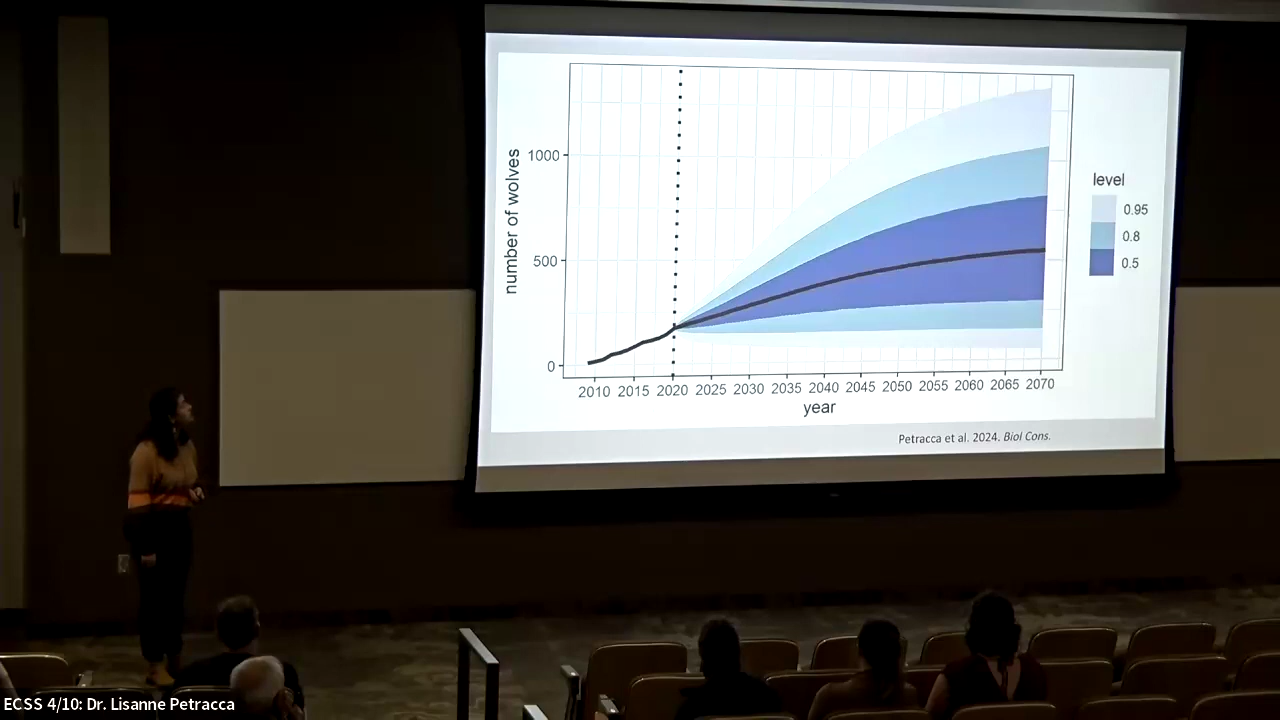 number of wolves
1000
500
0
2010 2015 2020 2025 2030 2035 2040 2045 2050 2055 2060 2065 2070
year
level
0.95
0.8
0.5
Petracca et al. 2024. Biol Cons.
ECSS 4/10: Dr. Lisanne Petracca